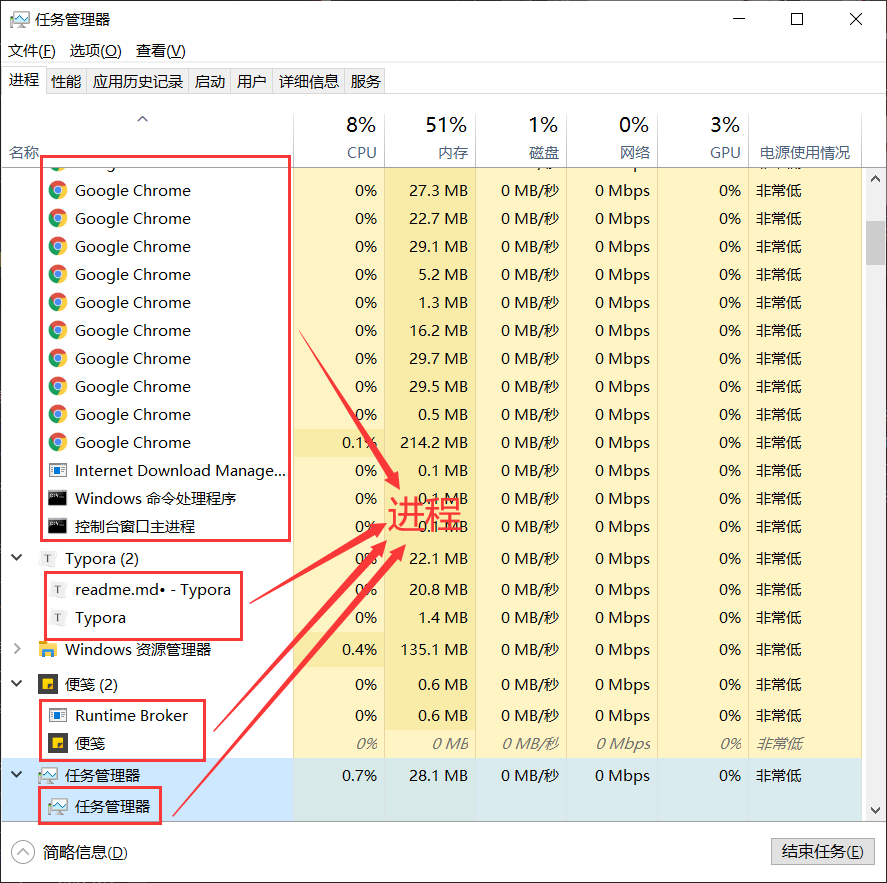 任务管理器
文件(F) 选项(O) 查看(V)
进程 性能 应用历史记录 启动 用户 详细信息 服务
8% 51% 1% 0% 3%
名称 CPU 内存 磁盘 网络 GPU 电源使用情况
Google Chrome 0% 27.3 MB 0 MB/秒 0 Mbps 0% 非常低
Google Chrome 0% 22.7 MB 0 MB/秒 0 Mbps 0% 非常低
Google Chrome 0% 29.1 MB 0 MB/秒 0 Mbps 0% 非常低
Google Chrome 0% 5.2 MB 0 MB/秒 0 Mbps 0% 非常低
Google Chrome 0% 1.3 MB 0 MB/秒 0 Mbps 0% 非常低
Google Chrome 0% 16.2 MB 0 MB/秒 0 Mbps 0% 非常低
Google Chrome 0% 29.7 MB 0 MB/秒 0 Mbps 0% 非常低
Google Chrome 0% 29.5 MB 0 MB/秒 0 Mbps 0% 非常低
Google Chrome 0% 0.5 MB 0 MB/秒 0 Mbps 0% 非常低
Google Chrome 0.1% 214.2 MB 0 MB/秒 0 Mbps 0% 非常低
Internet Download Manage... 0% 0.1 MB 0 MB/秒 0 Mbps 0% 非常低
Windows 命令处理程序 0% 0.1 MB 0 MB/秒 0 Mbps 0% 非常低
进程
控制台窗口主进程 0% 0.1 MB 0 MB/秒 0 Mbps 0% 非常低
Typora (2) 0% 22.1 MB 0 MB/秒 0 Mbps 0% 非常低
readme.md• - Typora 0% 20.8 MB 0 MB/秒 0 Mbps 0% 非常低
Typora 0% 1.4 MB 0 MB/秒 0 Mbps 0% 非常低
Windows 资源管理器 0.4% 135.1 MB 0 MB/秒 0 Mbps 0% 非常低
便笺 (2) 0% 0.6 MB 0 MB/秒 0 Mbps 0% 非常低
Runtime Broker 0% 0.6 MB 0 MB/秒 0 Mbps 0% 非常低
便笺 0% 0 MB 0 MB/秒 0 Mbps 0% 非常低
任务管理器 0.7% 28.1 MB 0 MB/秒 0 Mbps 0% 非常低
任务管理器
简略信息(D) 结束任务(E)